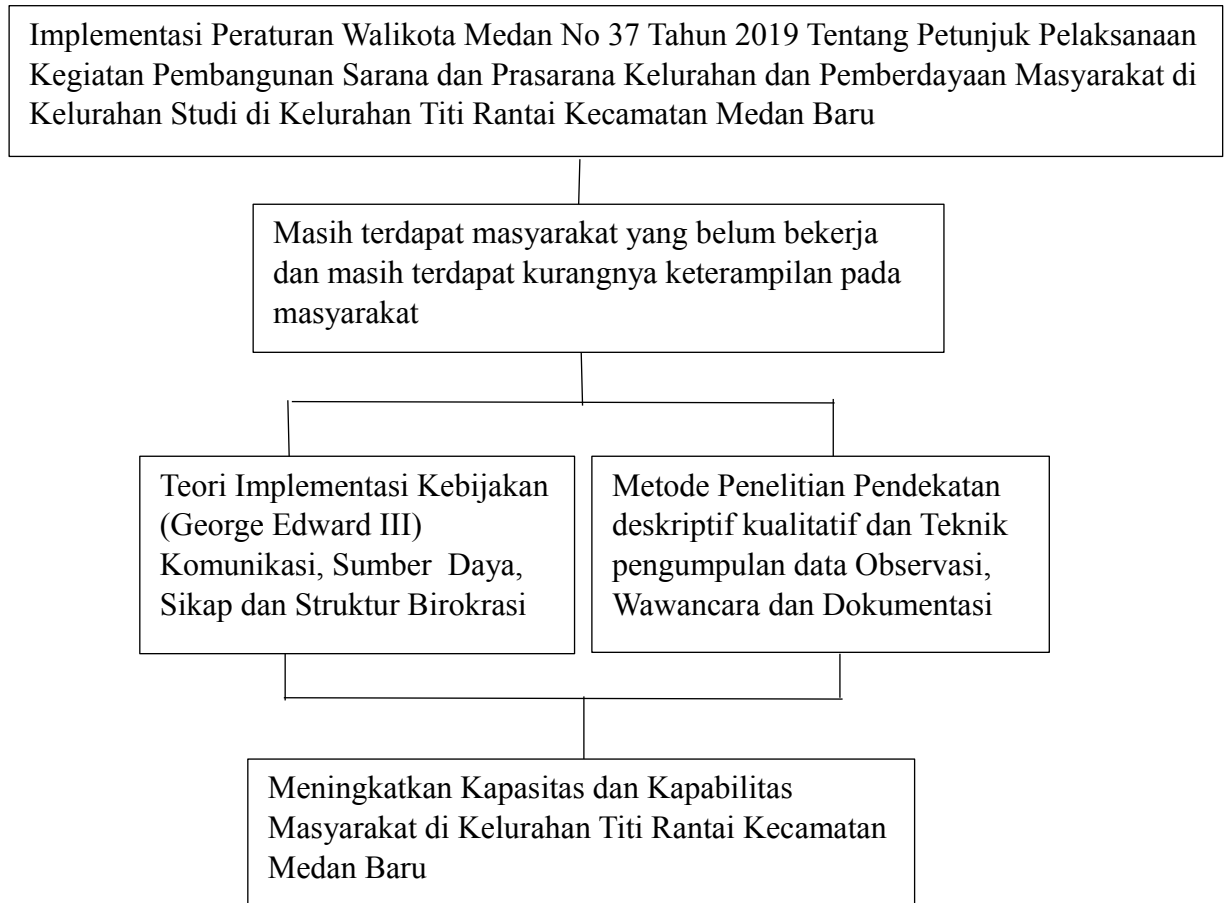 Implementasi Peraturan Walikota Medan No 37 Tahun 2019 Tentang Petunjuk Pelaksanaan
Kegiatan Pembangunan Sarana dan Prasarana Kelurahan dan Pemberdayaan Masyarakat di
Kelurahan Studi di Kelurahan Titi Rantai Kecamatan Medan Baru
Masih terdapat masyarakat yang belum bekerja
dan masih terdapat kurangnya keterampilan pada
masyarakat
Teori Implementasi Kebijakan
(George Edward III)
Komunikasi, Sumber Daya,
Sikap dan Struktur Birokrasi
Metode Penelitian Pendekatan
deskriptif kualitatif dan Teknik
pengumpulan data Observasi,
Wawancara dan Dokumentasi
Meningkatkan Kapasitas dan Kapabilitas
Masyarakat di Kelurahan Titi Rantai Kecamatan
Medan Baru